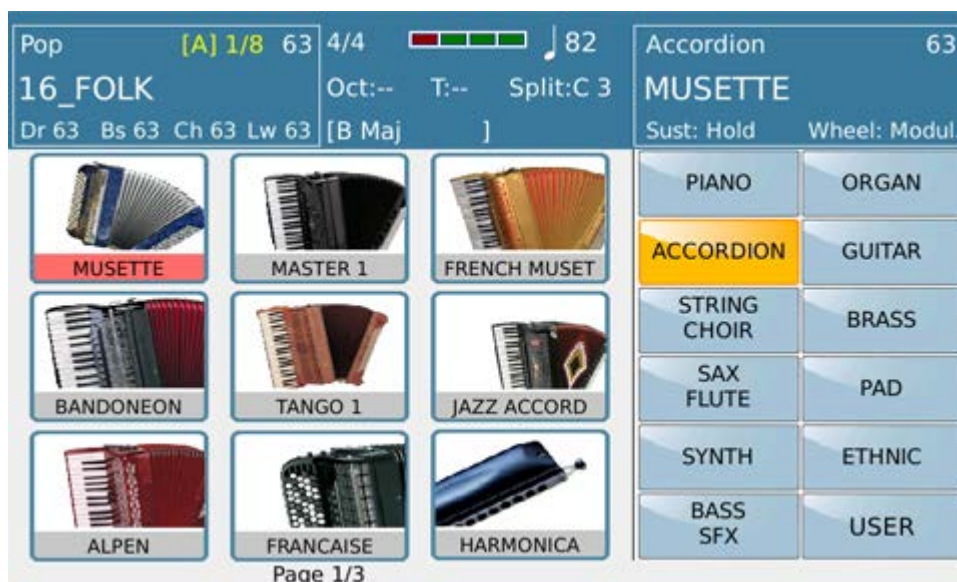 Pop [A] 1/8 63
16_FOLK
Dr 63 Bs 63 Ch 63 Lw 63
4/4 82
Oct:-- T:-- Split:C 3
[B Maj ]
Accordion 63
MUSETTE
Sust: Hold Wheel: Modul.
MUSETTE MASTER 1 FRENCH MUSET
BANDONEON TANGO 1 JAZZ ACCORD
ALPEN FRANCAISE HARMONICA
Page 1/3
PIANO ORGAN
ACCORDION GUITAR
STRING
CHOIR
BRASS
SAX
FLUTE
PAD
SYNTH ETHNIC
BASS
SFX
USER